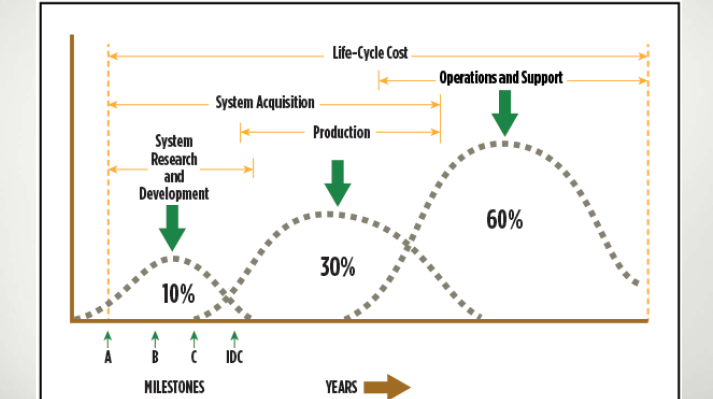 Life-Cycle Cost
Operations and Support
System Acquisition
Production
System
Research
and
Development
60%
30%
10%
A B C IDC
MILESTONES YEARS